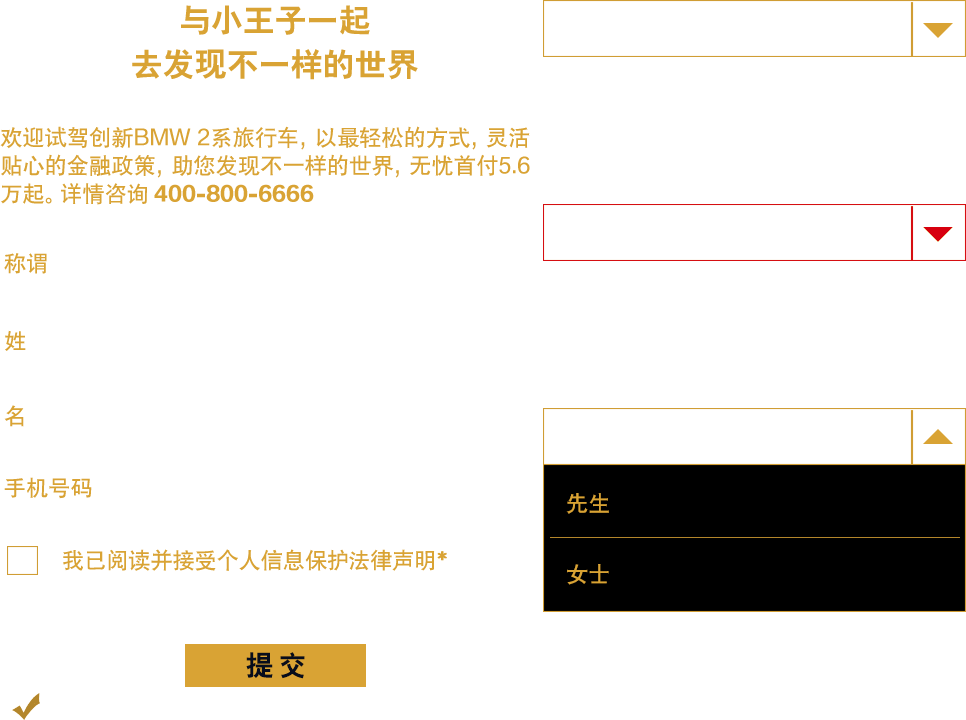 与小王子一起
去发现不一样的世界
欢迎试驾创新BMW 2系旅行车, 以最轻松的方式, 灵活
贴心的金融政策, 助您发现不一样的世界, 无忧首付5.6
万起。详情咨询 400-800-6666
称谓
姓
名
手机号码
我已阅读并接受个人信息保护法律声明*
提 交
先生
女士